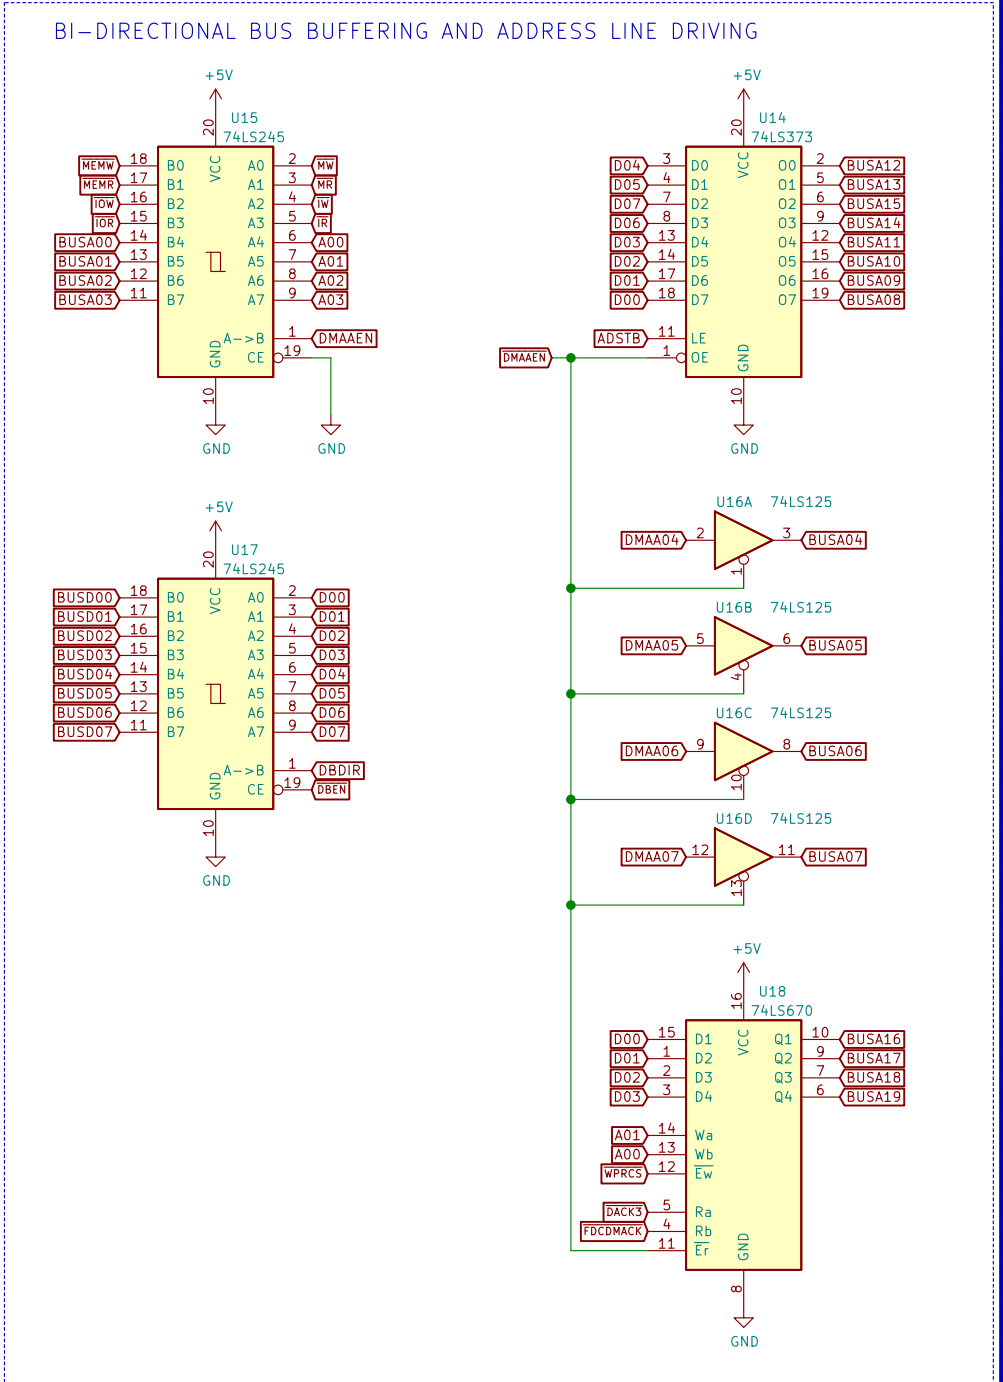 BI-DIRECTIONAL BUS BUFFERING AND ADDRESS LINE DRIVING
+5V
U15
74LS245
20
VCC
MEMW 18 B0 A0 2 MW
MEMR 17 B1 A1 3 MR
IOW 16 B2 A2 4 IW
IOR 15 B3 A3 5 IR
BUSA00 14 B4 A4 6 A00
BUSA01 13 B5 A5 7 A01
BUSA02 12 B6 A6 8 A02
BUSA03 11 B7 A7 9 A03
A->B 1 DMAAEN
GND CE 19
10
GND GND
+5V
U14
74LS373
20
VCC
D04 3 D0 O0 2 BUSA12
D05 4 D1 O1 5 BUSA13
D07 7 D2 O2 6 BUSA15
D06 8 D3 O3 9 BUSA14
D03 13 D4 O4 12 BUSA11
D02 14 D5 O5 15 BUSA10
D01 17 D6 O6 16 BUSA09
D00 18 D7 O7 19 BUSA08
ADSTB 11 LE
DMAAEN 1 OE GND
10
GND
+5V
U17
74LS245
20
VCC
BUSD00 18 B0 A0 2 D00
BUSD01 17 B1 A1 3 D01
BUSD02 16 B2 A2 4 D02
BUSD03 15 B3 A3 5 D03
BUSD04 14 B4 A4 6 D04
BUSD05 13 B5 A5 7 D05
BUSD06 12 B6 A6 8 D06
BUSD07 11 B7 A7 9 D07
A->B 1 DBDIR
GND CE 19 DBEN
10
GND
U16A 74LS125
DMAA04 2 3 BUSA04
1
U16B 74LS125
DMAA05 5 6 BUSA05
4
U16C 74LS125
DMAA06 9 8 BUSA06
10
U16D 74LS125
DMAA07 12 11 BUSA07
13
+5V
U18
74LS670
16
VCC
D00 15 D1 Q1 10 BUSA16
D01 1 D2 Q2 9 BUSA17
D02 2 D3 Q3 7 BUSA18
D03 3 D4 Q4 6 BUSA19
A01 14 Wa
A00 13 Wb
WPRCS 12 Ew
DACK3 5 Ra
FDCDMACK 4 Rb
11 Er GND
8
GND